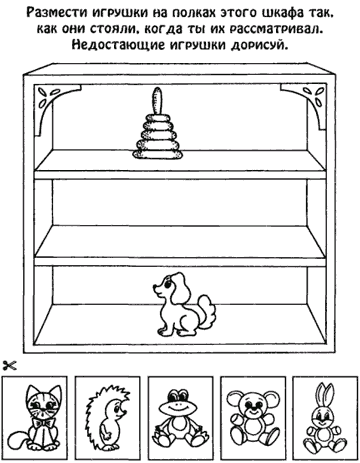 Размести игрушки на полках этого шкафа так,
как они стояли, когда ты их рассматривал.
Недостающие игрушки дорисуй.